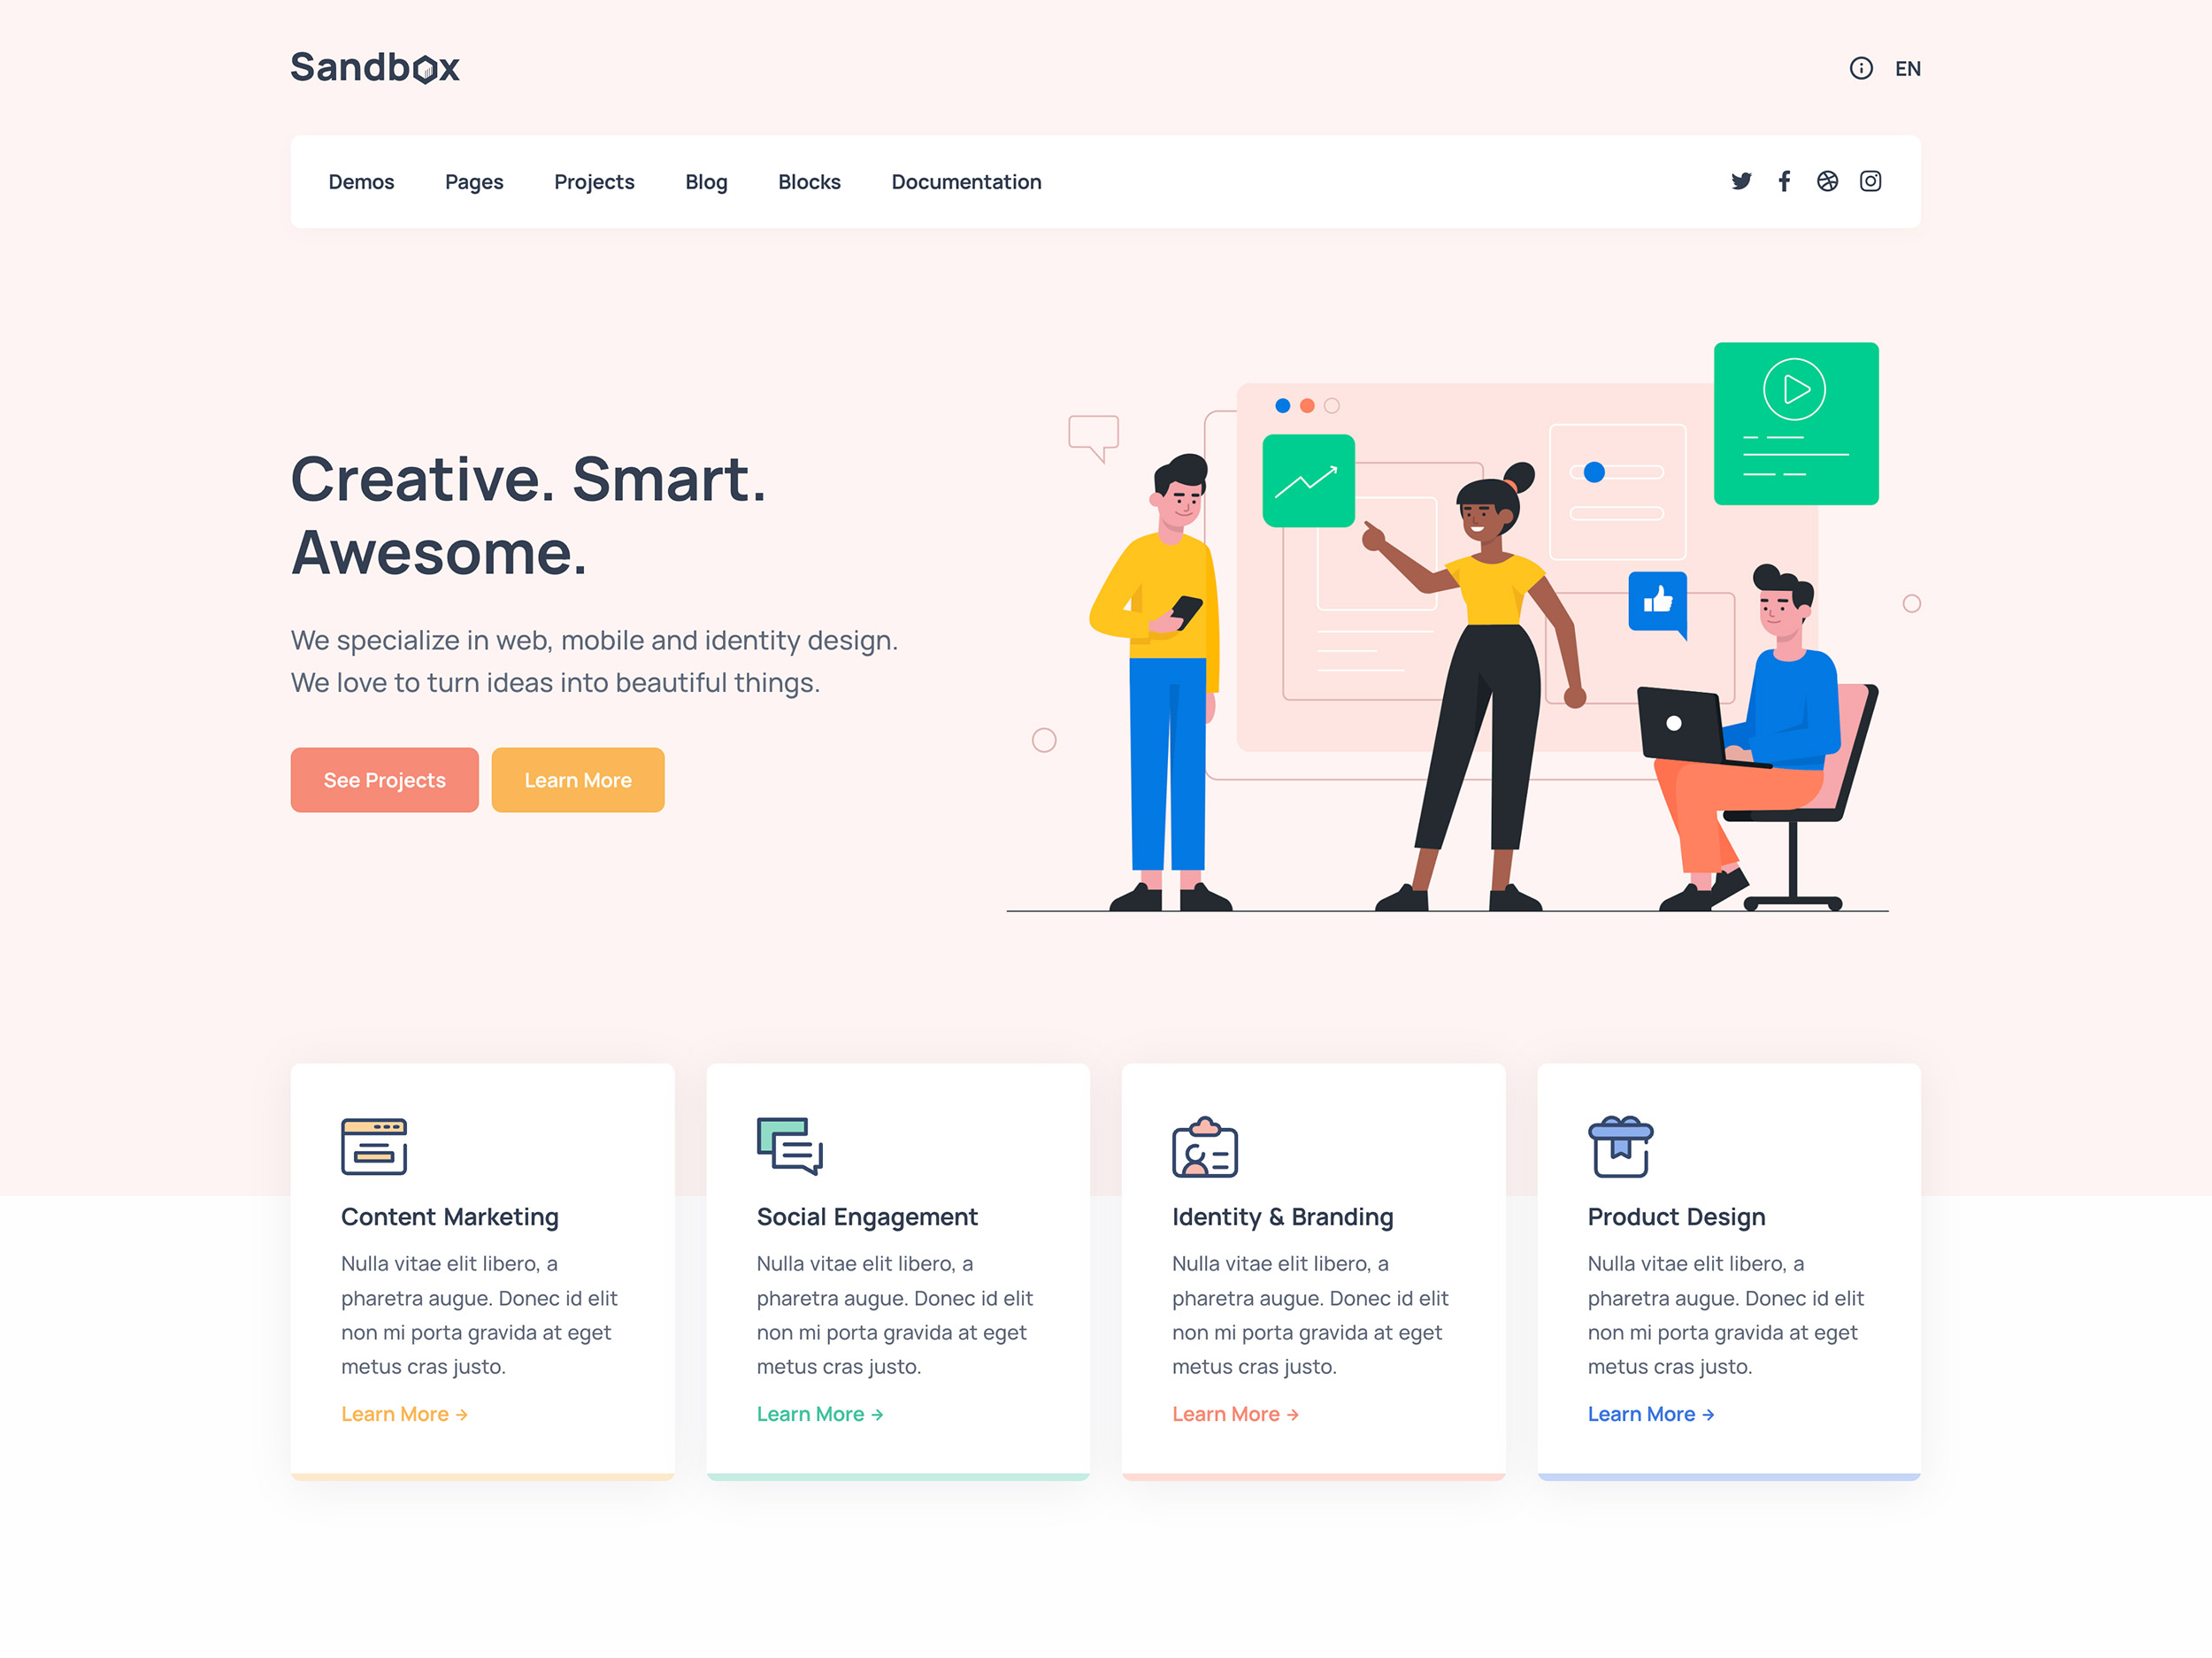 Sandbox
EN
Demos
Pages
Projects
Blog
Blocks
Documentation
Creative. Smart.
Awesome.
We specialize in web, mobile and identity design.
We love to turn ideas into beautiful things.
See Projects
Learn More
Content Marketing
Nulla vitae elit libero, a
pharetra augue. Donec id elit
non mi porta gravida at eget
metus cras justo.
Learn More →
Social Engagement
Nulla vitae elit libero, a
pharetra augue. Donec id elit
non mi porta gravida at eget
metus cras justo.
Learn More →
Identity & Branding
Nulla vitae elit libero, a
pharetra augue. Donec id elit
non mi porta gravida at eget
metus cras justo.
Learn More →
Product Design
Nulla vitae elit libero, a
pharetra augue. Donec id elit
non mi porta gravida at eget
metus cras justo.
Learn More →